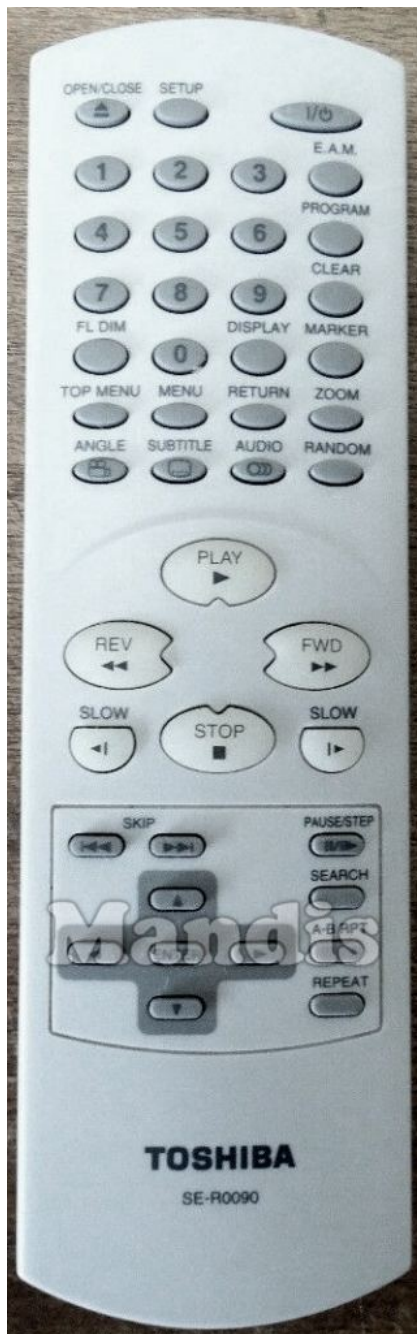 OPEN/CLOSE SETUP
I/⏻
E.A.M.
1 2 3
PROGRAM
4 5 6
CLEAR
7 8 9
FL DIM DISPLAY MARKER
0
TOP MENU MENU RETURN ZOOM
ANGLE SUBTITLE AUDIO RANDOM
PLAY
REV FWD
SLOW STOP SLOW
SKIP PAUSE/STEP
SEARCH
Mandis
A-B RPT
ENTER
REPEAT
TOSHIBA
SE-R0090